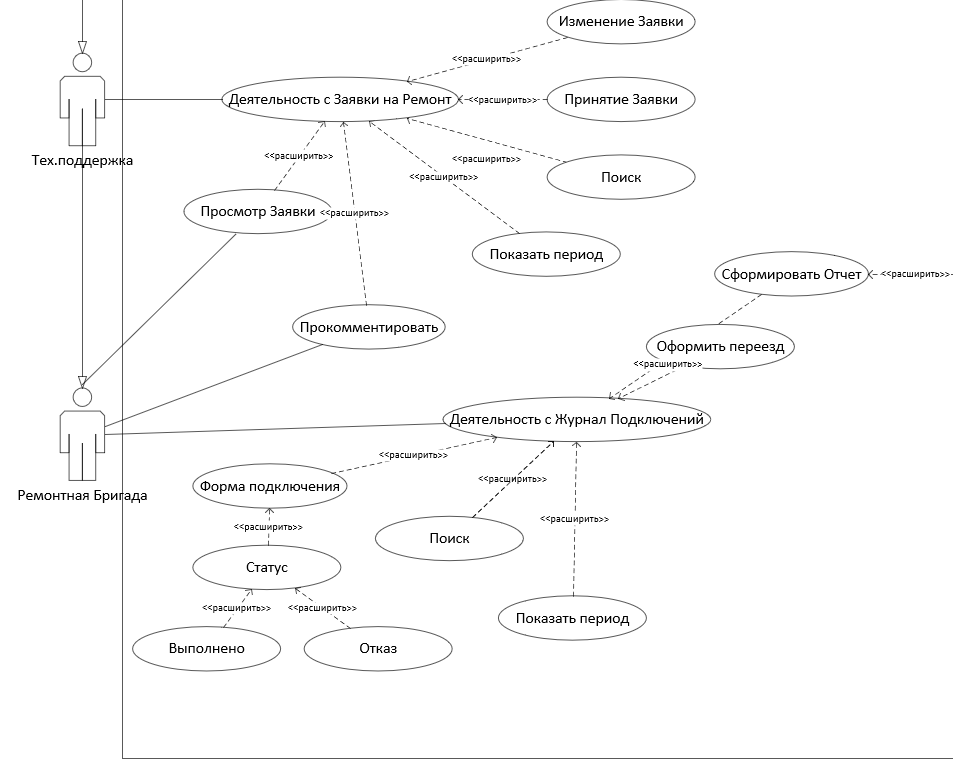 Изменение Заявки
<<расширить>>
Деятельность с Заявки на Ремонт
<<расширить>>
Принятие Заявки
Тех.поддержка
<<расширить>>
<<расширить>>
<<расширить>>
Поиск
Просмотр Заявки
<<расширить>>
Показать период
Сформировать Отчет
<<расширить>>
Прокомментировать
Оформить переезд
<<расширить>>
Деятельность с Журнал Подключений
<<расширить>>
<<расширить>>
Форма подключения
Ремонтная Бригада
<<расширить>>
<<расширить>>
Поиск
Статус
<<расширить>>
<<расширить>>
Показать период
Выполнено
Отказ